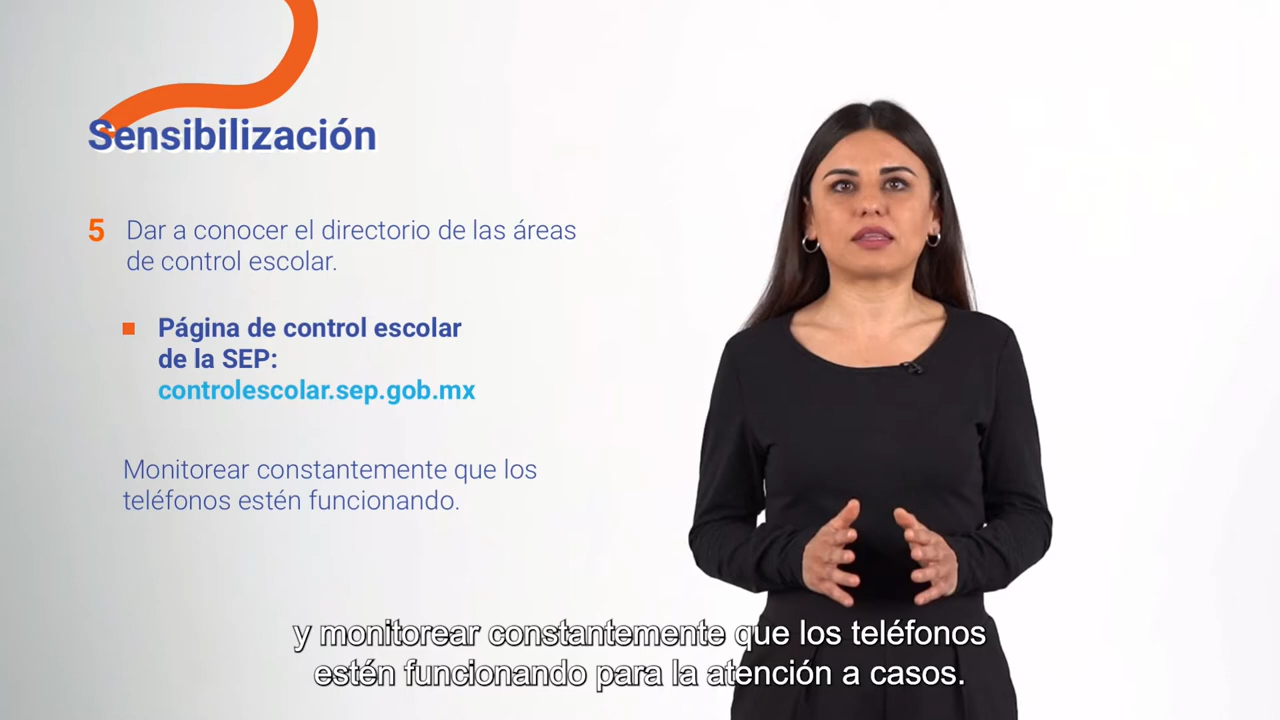 Sensibilización
5 Dar a conocer el directorio de las áreas
de control escolar.
Página de control escolar
de la SEP:
controlescolar.sep.gob.mx
Monitorear constantemente que los
teléfonos estén funcionando.
y monitorear constantemente que los teléfonos
estén funcionando para la atención a casos.